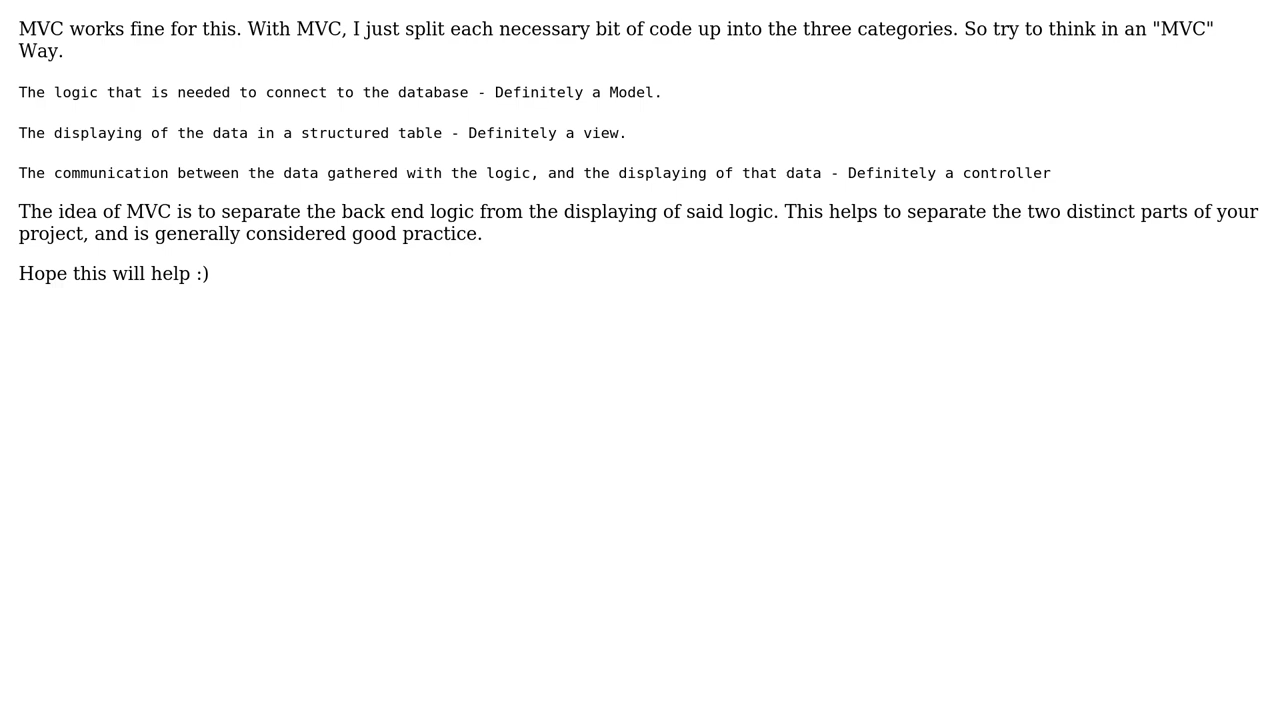 MVC works fine for this. With MVC, I just split each necessary bit of code up into the three categories. So try to think in an "MVC"
Way.
The logic that is needed to connect to the database - Definitely a Model.
The displaying of the data in a structured table - Definitely a view.
The communication between the data gathered with the logic, and the displaying of that data - Definitely a controller
The idea of MVC is to separate the back end logic from the displaying of said logic. This helps to separate the two distinct parts of your
project, and is generally considered good practice.
Hope this will help :)